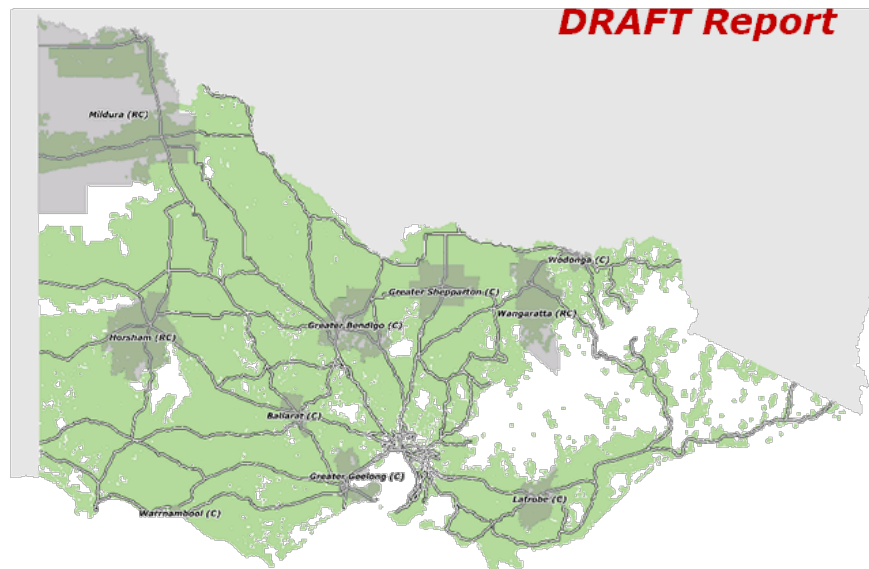 DRAFT Report
Mildura (RC)
Wodonga (C)
Greater Shepparton (C)
Wangaratta (RC)
Greater Bendigo (C)
Horsham (RC)
Ballarat (C)
Greater Geelong (C)
Latrobe (C)
Warrnambool (C)